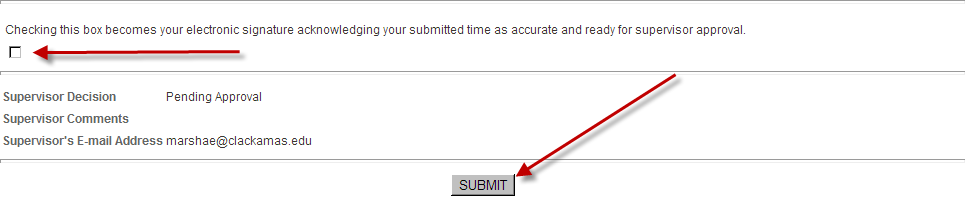 Checking this box becomes your electronic signature acknowledging your submitted time as accurate and ready for supervisor approval.
Supervisor Decision Pending Approval
Supervisor Comments
Supervisor's E-mail Address marshae@clackamas.edu
SUBMIT